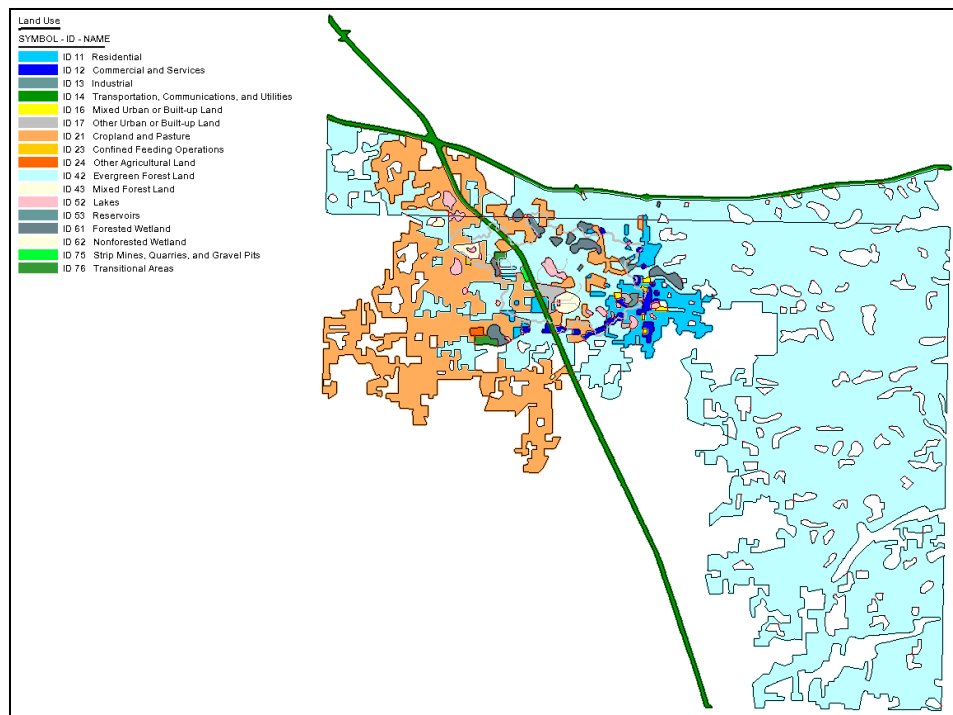 Land Use
SYMBOL - ID - NAME
ID 11 Residential
ID 12 Commercial and Services
ID 13 Industrial
ID 14 Transportation, Communications, and Utilities
ID 16 Mixed Urban or Built-up Land
ID 17 Other Urban or Built-up Land
ID 21 Cropland and Pasture
ID 23 Confined Feeding Operations
ID 24 Other Agricultural Land
ID 42 Evergreen Forest Land
ID 43 Mixed Forest Land
ID 52 Lakes
ID 53 Reservoirs
ID 61 Forested Wetland
ID 62 Nonforested Wetland
ID 75 Strip Mines, Quarries, and Gravel Pits
ID 76 Transitional Areas